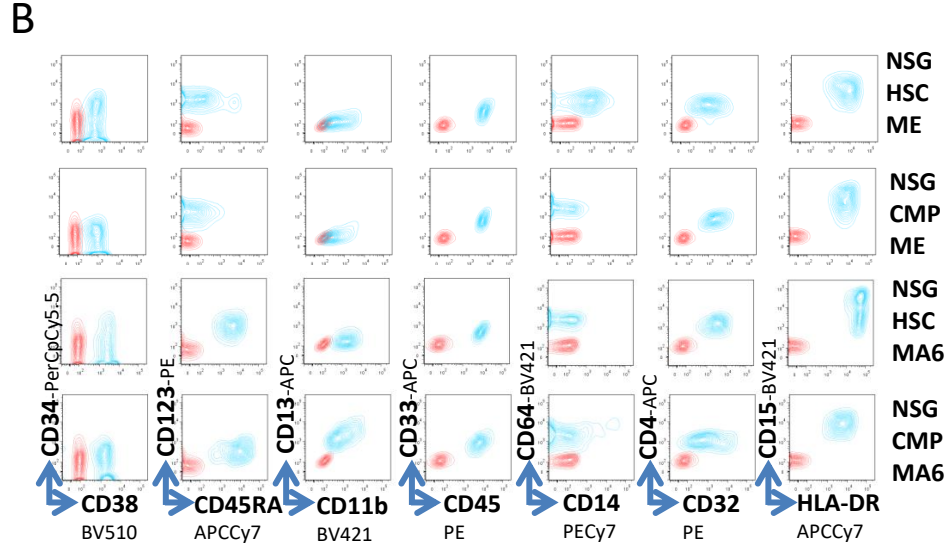 B
NSG
HSC
ME
NSG
CMP
ME
NSG
HSC
MA6
NSG
CMP
MA6
CD34-PerCpCy5.5
CD123-PE
CD13-APC
CD33-APC
CD64-BV421
CD4-APC
CD15-BV421
CD38
BV510
CD45RA
APCCy7
CD11b
BV421
CD45
PE
CD14
PECy7
CD32
PE
HLA-DR
APCCy7